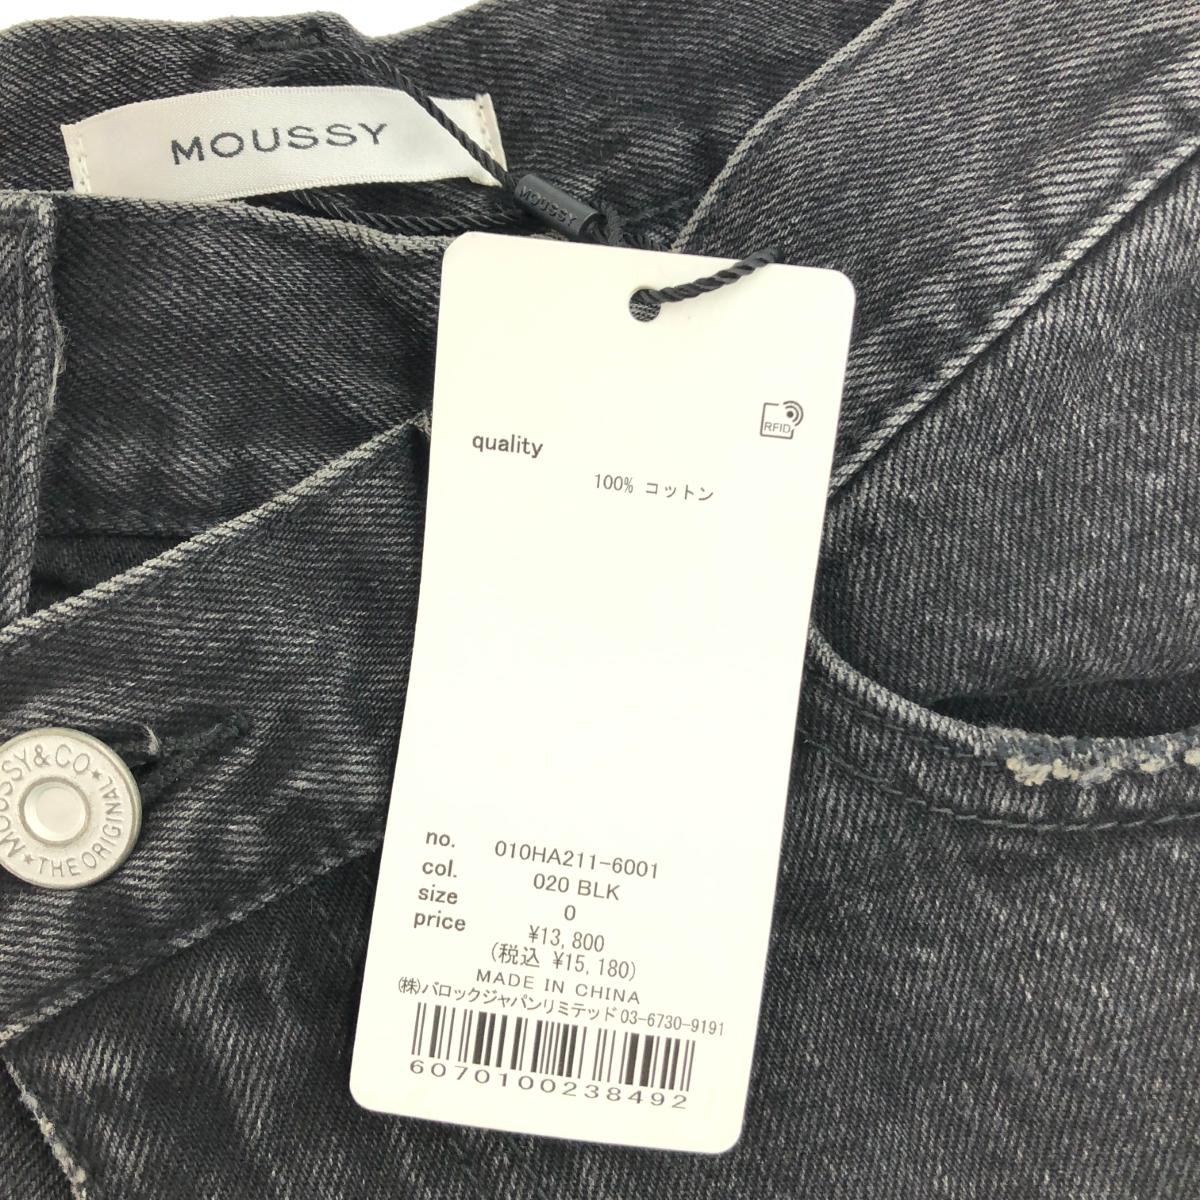 MOUSSY
MOUSSY
RFID
quality
100% コットン
MOUSSY&CO★
★THE ORIGINAL
no. 010HA211-6001
col. 020 BLK
size 0
price ¥13,800
(税込 ¥15,180)
MADE IN CHINA
(株)バロックジャパンリミテッド 03-6730-9191
6070100238492